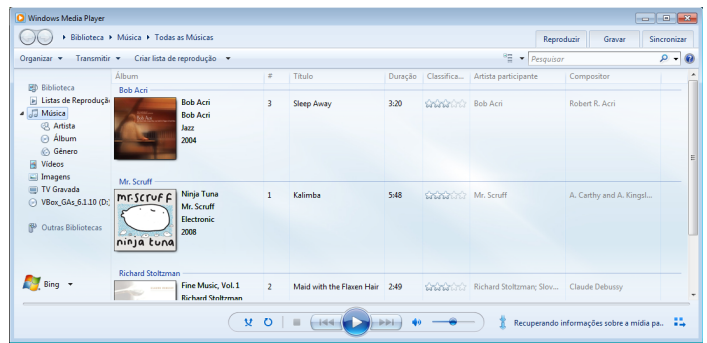 Windows Media Player
Biblioteca Música Todas as Músicas
Reproduzir Gravar Sincronizar
Organizar Transmitir Criar lista de reprodução Pesquisar
Álbum # Título Duração Classifica... Artista participante Compositor
Biblioteca
Listas de Reproduçã
Música
Artista
Álbum
Gênero
Vídeos
Imagens
TV Gravada
VBox_GAs_6.1.10 (D:)
Outras Bibliotecas
Bing
Bob Acri
Bob Acri 3 Sleep Away 3:20 Bob Acri Robert R. Acri
Bob Acri
Jazz
2004
Mr. Scruff
mr.scruff
ninja tuna
Ninja Tuna 1 Kalimba 5:48 Mr. Scruff A. Carthy and A. Kingsl...
Mr. Scruff
Electronic
2008
Richard Stoltzman
Fine Music, Vol. 1 2 Maid with the Flaxen Hair 2:49 Richard Stoltzman; Slov... Claude Debussy
Richard Stoltzman
Recuperando informações sobre a mídia pa..